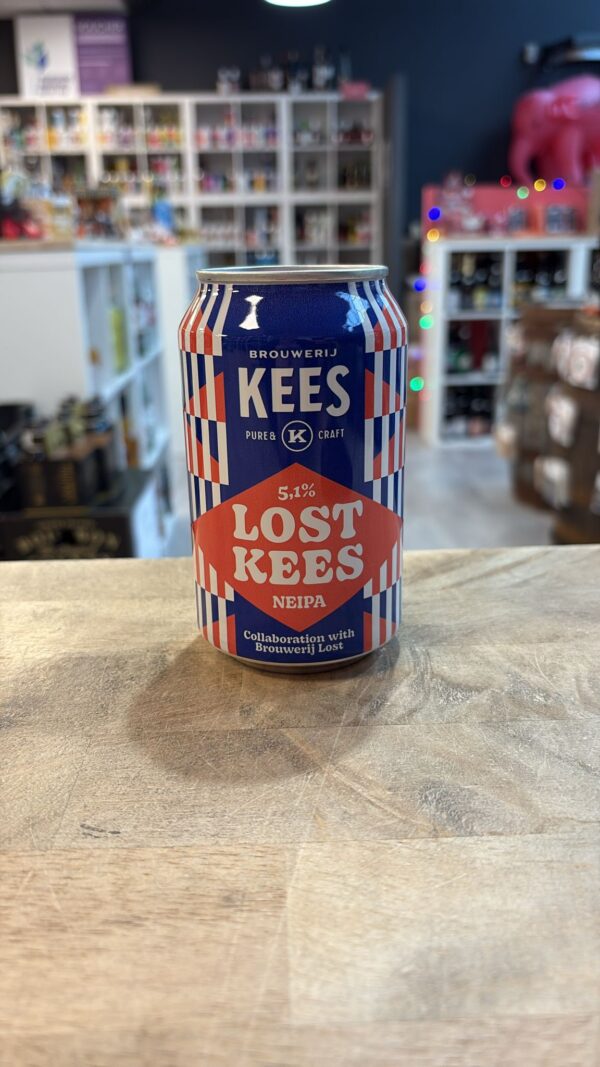 BROUWERIJ
KEES
PURE & K CRAFT
5,1%
LOST
KEES
NEIPA
Collaboration with
Brouwerij Lost